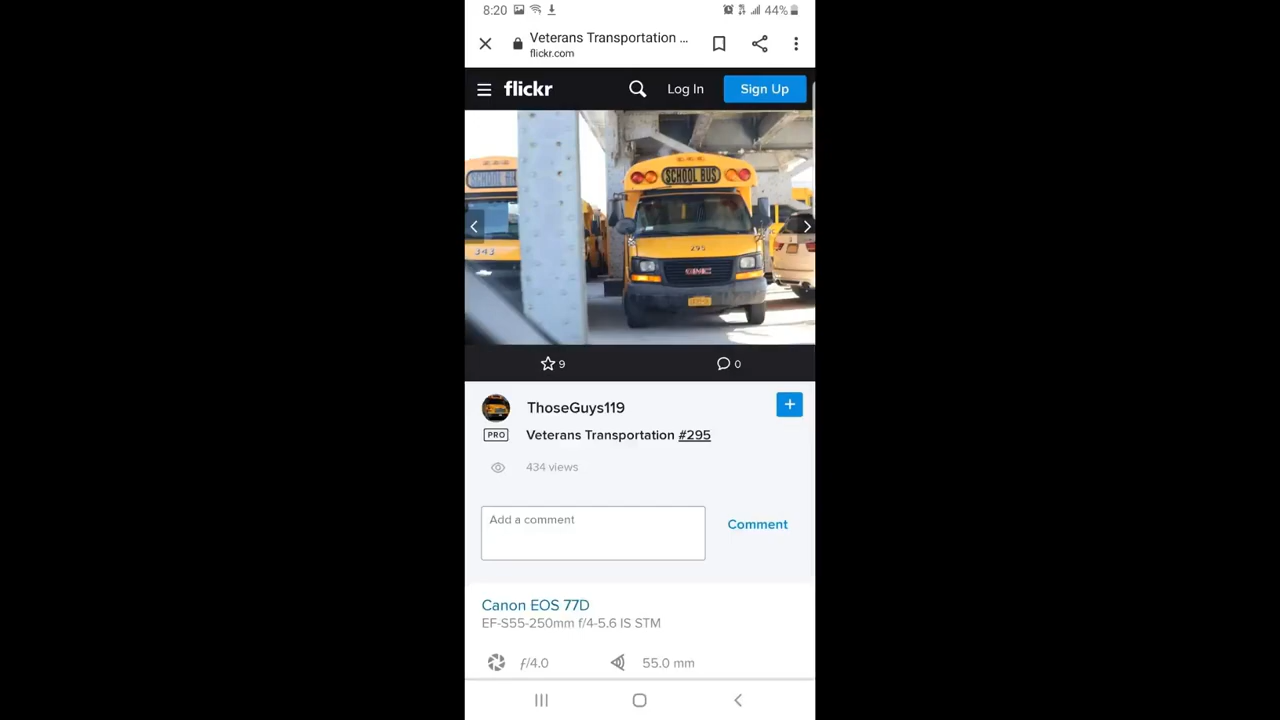 8:20
44%
Veterans Transportation ...
flickr.com
flickr
Log In
Sign Up
SCHOOL BUS
SCHOOL
343
295
GMC
9
0
ThoseGuys119
PRO
Veterans Transportation #295
434 views
Add a comment
Comment
Canon EOS 77D
EF-S55-250mm f/4-5.6 IS STM
ƒ/4.0
55.0 mm